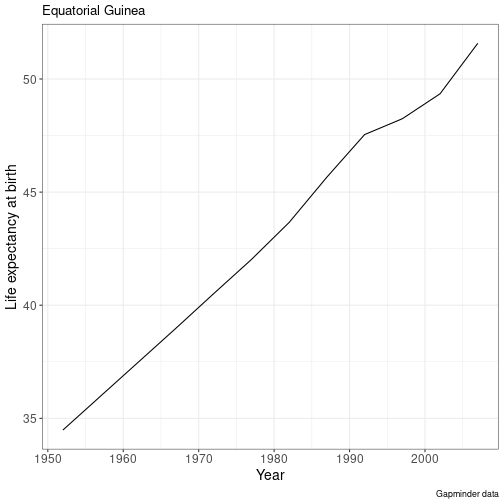 Equatorial Guinea
50
45
40
35
Life expectancy at birth
1950 1960 1970 1980 1990 2000
Year
Gapminder data